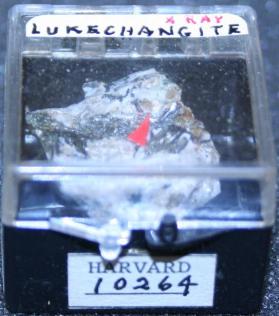 X RAY
LUKECHANGITE
HARVARD
10264